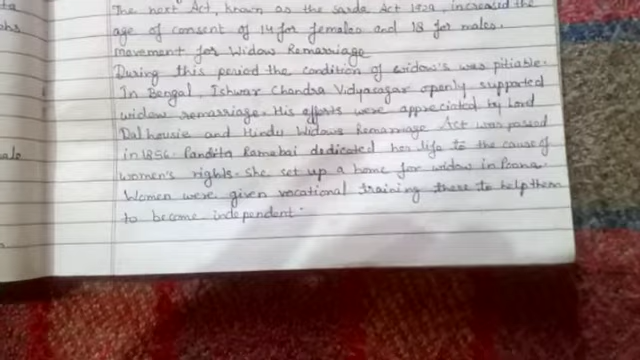 ta
The next Act, known as the sarda Act 1929, increased the
ohs
age of consent of 14 for females and 18 for males.
Movement for Widow Remarriage
During this period the condition of widow's was pitiable.
In Bengal, Ishwar Chandra Vidyasagar openly supported
widow remarriage. His efforts were appreciated by Lord
Dalhousie and Hindu Widows Remarriage Act was passed
ale
in 1856. Pandita Ramabai dedicated her life to the cause of
women's rights. She set up a home for widow in Poona.
Women were given vocational training there to help them
to become independent.